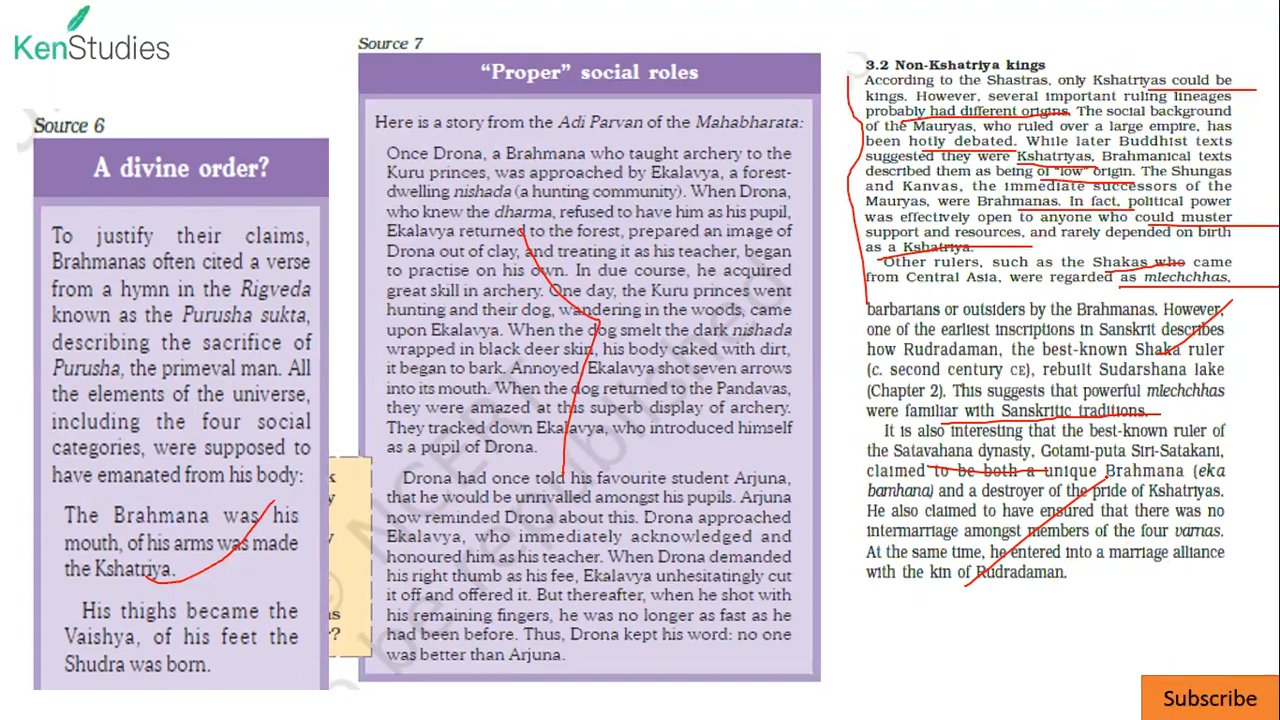 KenStudies
Source 6
A divine order?
To justify their claims,
Brahmanas often cited a verse
from a hymn in the Rigveda
known as the Purusha sukta,
describing the sacrifice of
Purusha, the primeval man. All
the elements of the universe,
including the four social
categories, were supposed to
have emanated from his body:
The Brahmana was his
mouth, of his arms was made
the Kshatriya.
His thighs became the
Vaishya, of his feet the
Shudra was born.
Source 7
“Proper” social roles
Here is a story from the Adi Parvan of the Mahabharata:
Once Drona, a Brahmana who taught archery to the
Kuru princes, was approached by Ekalavya, a forest-
dwelling nishada (a hunting community). When Drona,
who knew the dharma, refused to have him as his pupil,
Ekalavya returned to the forest, prepared an image of
Drona out of clay, and treating it as his teacher, began
to practise on his own. In due course, he acquired
great skill in archery. One day, the Kuru princes went
hunting and their dog, wandering in the woods, came
upon Ekalavya. When the dog smelt the dark nishada
wrapped in black deer skin, his body caked with dirt,
it began to bark. Annoyed, Ekalavya shot seven arrows
into its mouth. When the dog returned to the Pandavas,
they were amazed at this superb display of archery.
They tracked down Ekalavya, who introduced himself
as a pupil of Drona.
Drona had once told his favourite student Arjuna,
that he would be unrivalled amongst his pupils. Arjuna
now reminded Drona about this. Drona approached
Ekalavya, who immediately acknowledged and
honoured him as his teacher. When Drona demanded
his right thumb as his fee, Ekalavya unhesitatingly cut
it off and offered it. But thereafter, when he shot with
his remaining fingers, he was no longer as fast as he
had been before. Thus, Drona kept his word: no one
was better than Arjuna.
3.2 Non-Kshatriya kings
According to the Shastras, only Kshatriyas could be
kings. However, several important ruling lineages
probably had different origins. The social background
of the Mauryas, who ruled over a large empire, has
been hotly debated. While later Buddhist texts
suggested they were Kshatriyas, Brahmanical texts
described them as being of “low” origin. The Shungas
and Kanvas, the immediate successors of the
Mauryas, were Brahmanas. In fact, political power
was effectively open to anyone who could muster
support and resources, and rarely depended on birth
as a Kshatriya.
Other rulers, such as the Shakas who came
from Central Asia, were regarded as mlechchhas,
barbarians or outsiders by the Brahmanas. However,
one of the earliest inscriptions in Sanskrit describes
how Rudradaman, the best-known Shaka ruler
(c. second century CE), rebuilt Sudarshana lake
(Chapter 2). This suggests that powerful mlechchhas
were familiar with Sanskritic traditions.
It is also interesting that the best-known ruler of
the Satavahana dynasty, Gotami-puta Siri-Satakani,
claimed to be both a unique Brahmana (eka
bamhana) and a destroyer of the pride of Kshatriyas.
He also claimed to have ensured that there was no
intermarriage amongst members of the four varnas.
At the same time, he entered into a marriage alliance
with the kin of Rudradaman.
Subscribe